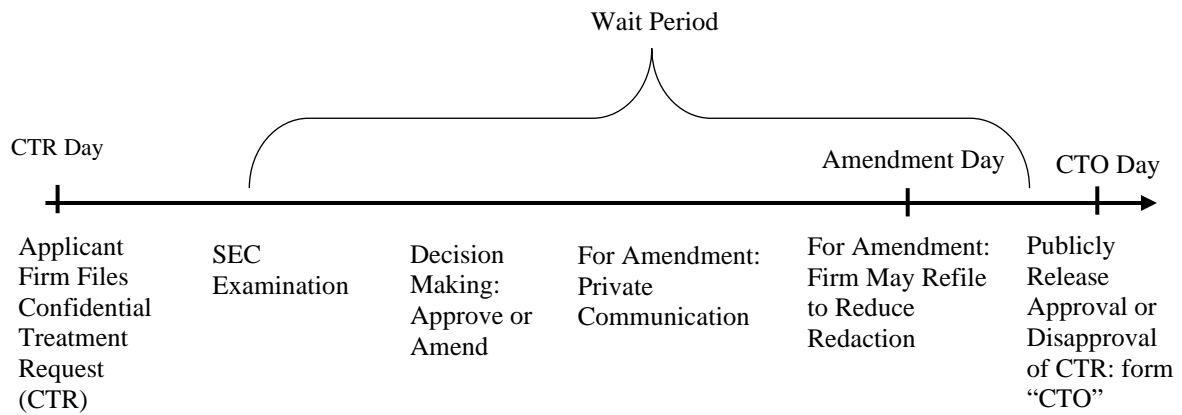 Wait Period
CTR Day
Amendment Day
CTO Day
Applicant
Firm Files
Confidential
Treatment
Request
(CTR)
SEC
Examination
Decision
Making:
Approve or
Amend
For Amendment:
Private
Communication
For Amendment:
Firm May Refile
to Reduce
Redaction
Publicly
Release
Approval or
Disapproval
of CTR: form
“CTO”